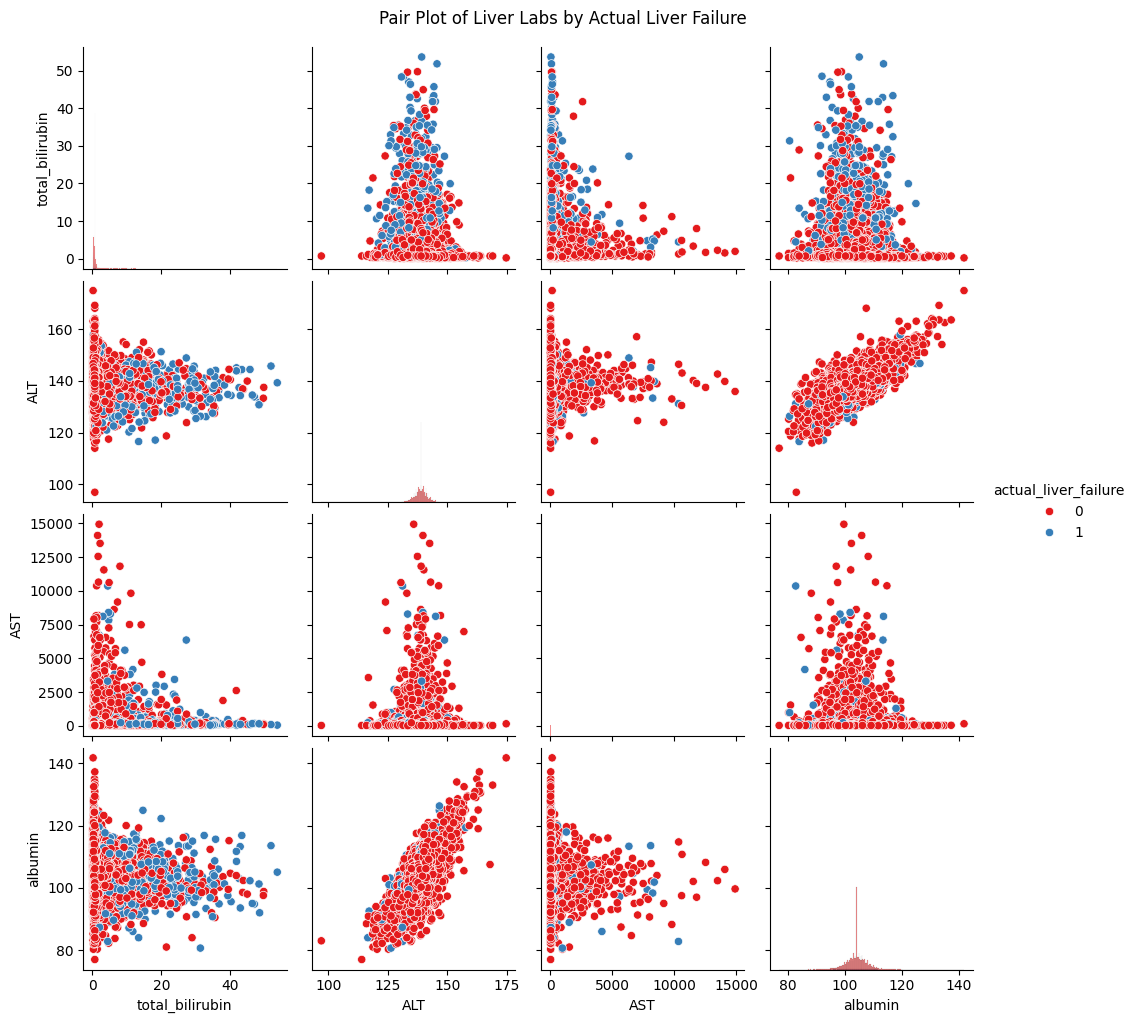 Pair Plot of Liver Labs by Actual Liver Failure
total_bilirubin
50
40
30
20
10
0
ALT
160
140
120
100
actual_liver_failure
0
1
AST
15000
12500
10000
7500
5000
2500
0
albumin
140
120
100
80
0 20 40
100 125 150 175
0 5000 10000 15000
80 100 120 140
total_bilirubin
ALT
AST
albumin